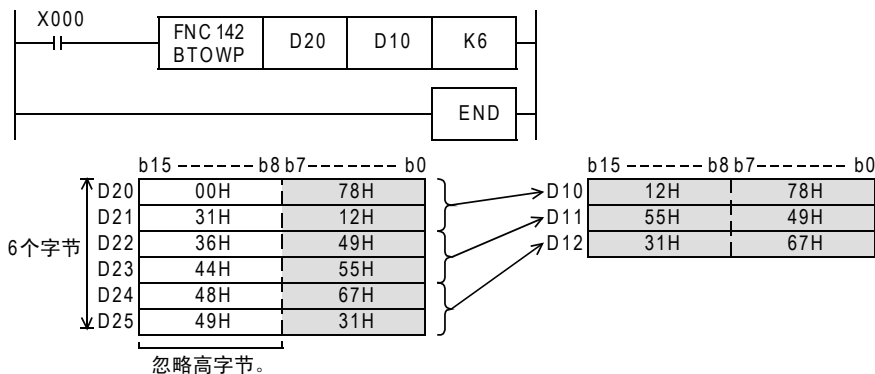 X000
FNC 142
BTOWP D20 D10 K6
END
b15 ------ b8 b7------- b0
D20 00H 78H
D21 31H 12H
D22 36H 49H
D23 44H 55H
D24 48H 67H
D25 49H 31H
6个字节
忽略高字节。
b15 ------ b8 b7------- b0
D10 12H 78H
D11 55H 49H
D12 31H 67H